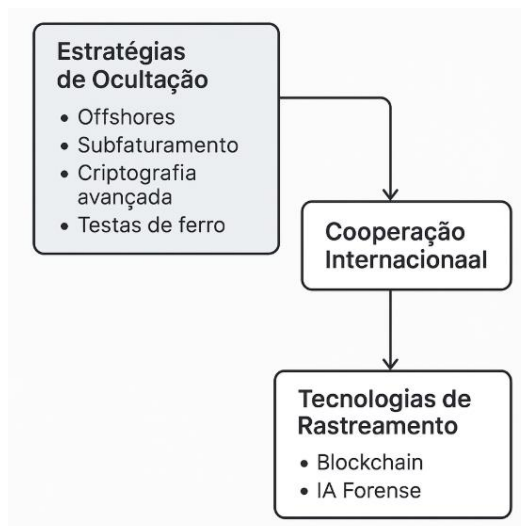 Estratégias
de Ocultação
• Offshores
• Subfaturamento
• Criptografia
avançada
• Testas de ferro
Cooperação
Internacionaal
Tecnologias de
Rastreamento
• Blockchain
• IA Forense